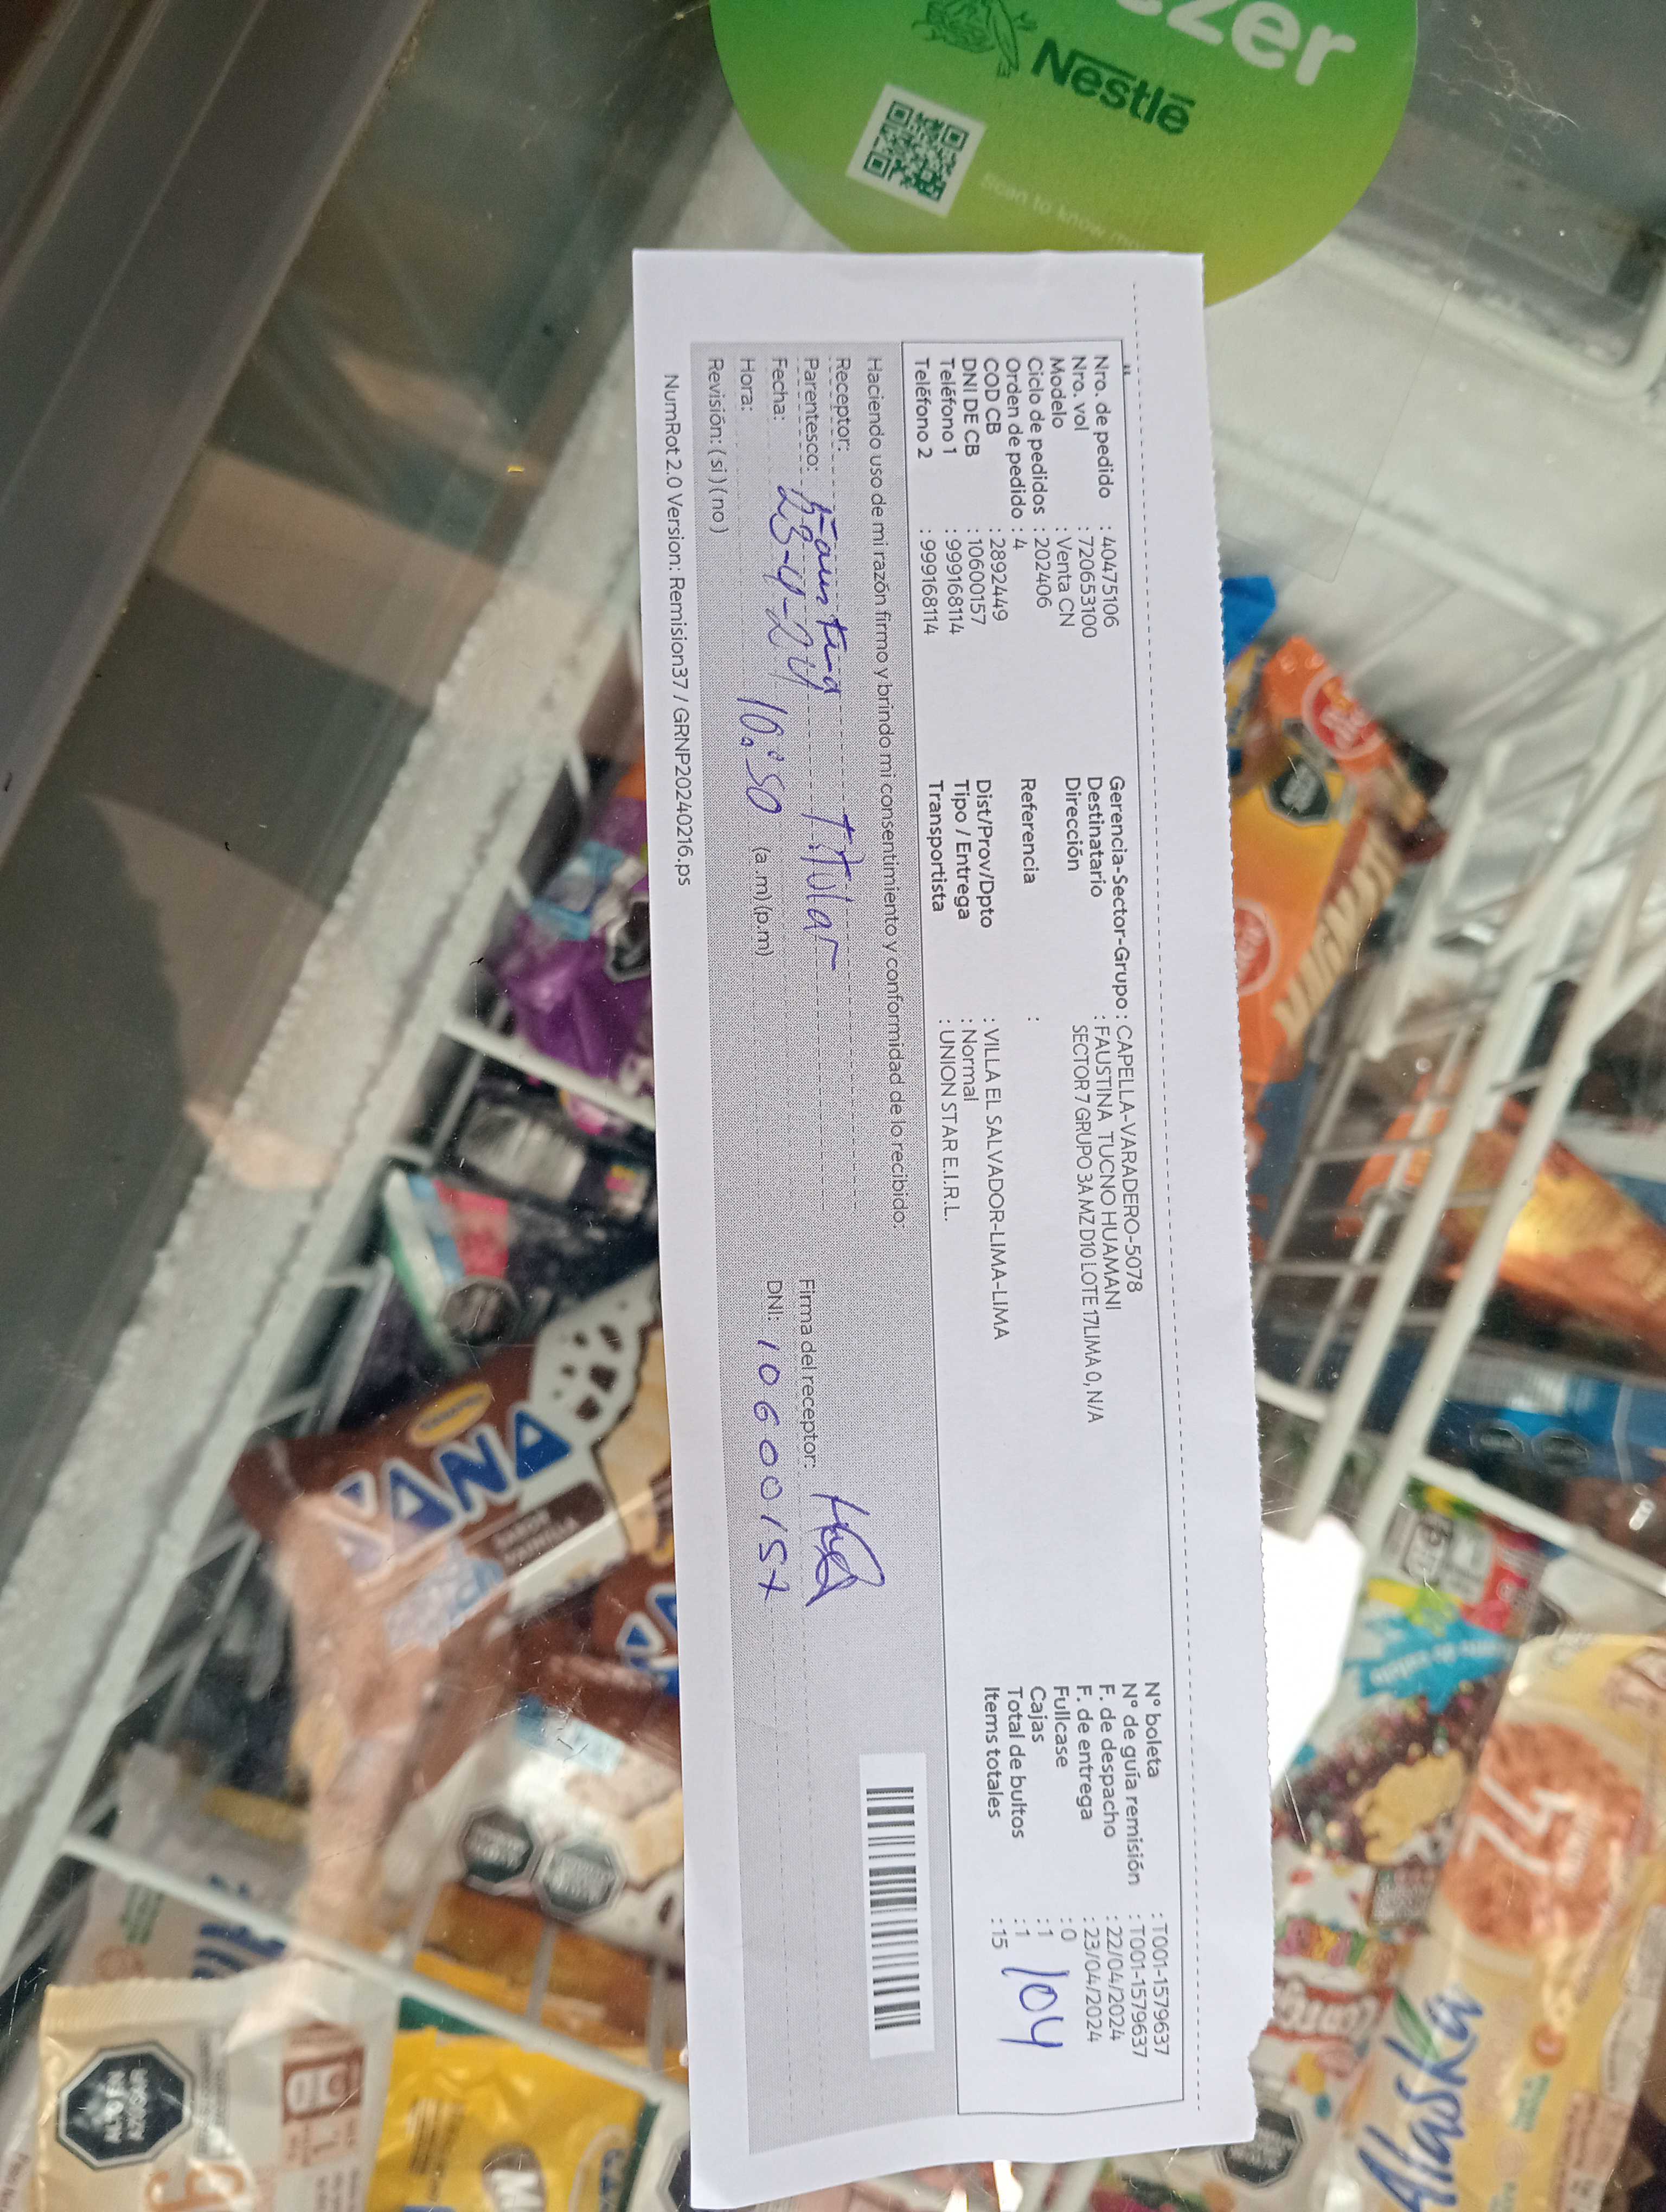 zer
Nestlē
Scan to know mo
Nro. de pedido : 40475106
Nro. vol : 720653100
Modelo : Venta CN
Ciclo de pedidos : 202406
Orden de pedido : 4
COD CB : 2892449
DNI DE CB : 10600157
Teléfono 1 : 999168114
Teléfono 2 : 999168114
Gerencia-Sector-Grupo : CAPELLA-VARADERO-5078
Destinatario : FAUSTINA TUCNO HUAMANI
Dirección SECTOR 7 GRUPO 3A MZ D10 LOTE 17LIMA 0, N/A
Referencia :
Dist/Prov/Dpto : VILLA EL SALVADOR-LIMA-LIMA
Tipo / Entrega : Normal
Transportista : UNION STAR E.I.R.L.
N° boleta : T001-1579637
N° de guía remisión : T001-1579637
F. de despacho : 22/04/2024
F. de entrega : 23/04/2024
Fullcase : 0
Cajas : 1
Total de bultos : 1
Items totales : 15
104
Haciendo uso de mi razón firmo y brindo mi consentimiento y conformidad de lo recibido:
Receptor:
Parentesco: Faustina titular
Fecha: 23-4-24
Hora: 10:50 (a.m) (p.m)
Revisión: ( si ) ( no )
Firma del receptor:
DNI: 10600157
NumRot 2.0 Version: Remision37 / GRNP20240216.ps
Alaska